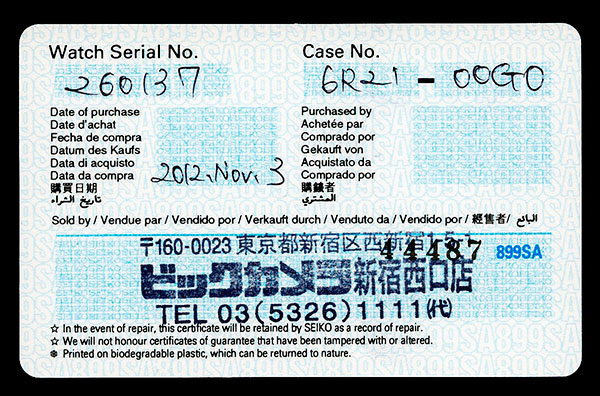 Watch Serial No.
260137
Case No.
6R21 - 00G0
Date of purchase
Date d'achat
Fecha de compra
Datum des Kaufs
Data di acquisto
Data da compra
購買日期
تاريخ الشراء
2012. Nov. 3
Purchased by
Achetée par
Comprado por
Gekauft von
Acquistato da
Comprado por
購錶者
المشتري
Sold by / Vendue par / Vendido por / Verkauft durch / Venduto da / Vendido por / 經售者/ البائع
〒160-0023 東京都新宿区西新宿1-5-1
44487
899SA
ビックカメラ新宿西口店
TEL 03(5326)1111(代)
☆ In the event of repair, this certificate will be retained by SEIKO as a record of repair.
☆ We will not honour certificates of guarantee that have been tampered with or altered.
❄ Printed on biodegradable plastic, which can be returned to nature.